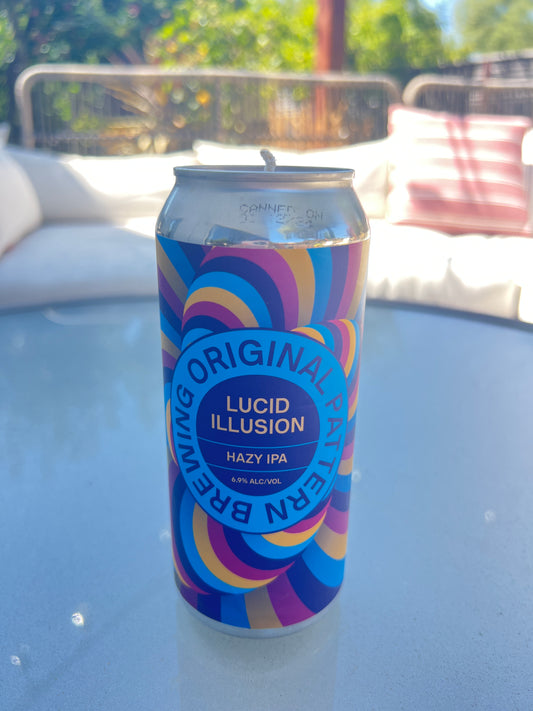 CANNED ON
ORIGINAL PATTERN BREWING
LUCID
ILLUSION
HAZY IPA
6.9% ALC/VOL